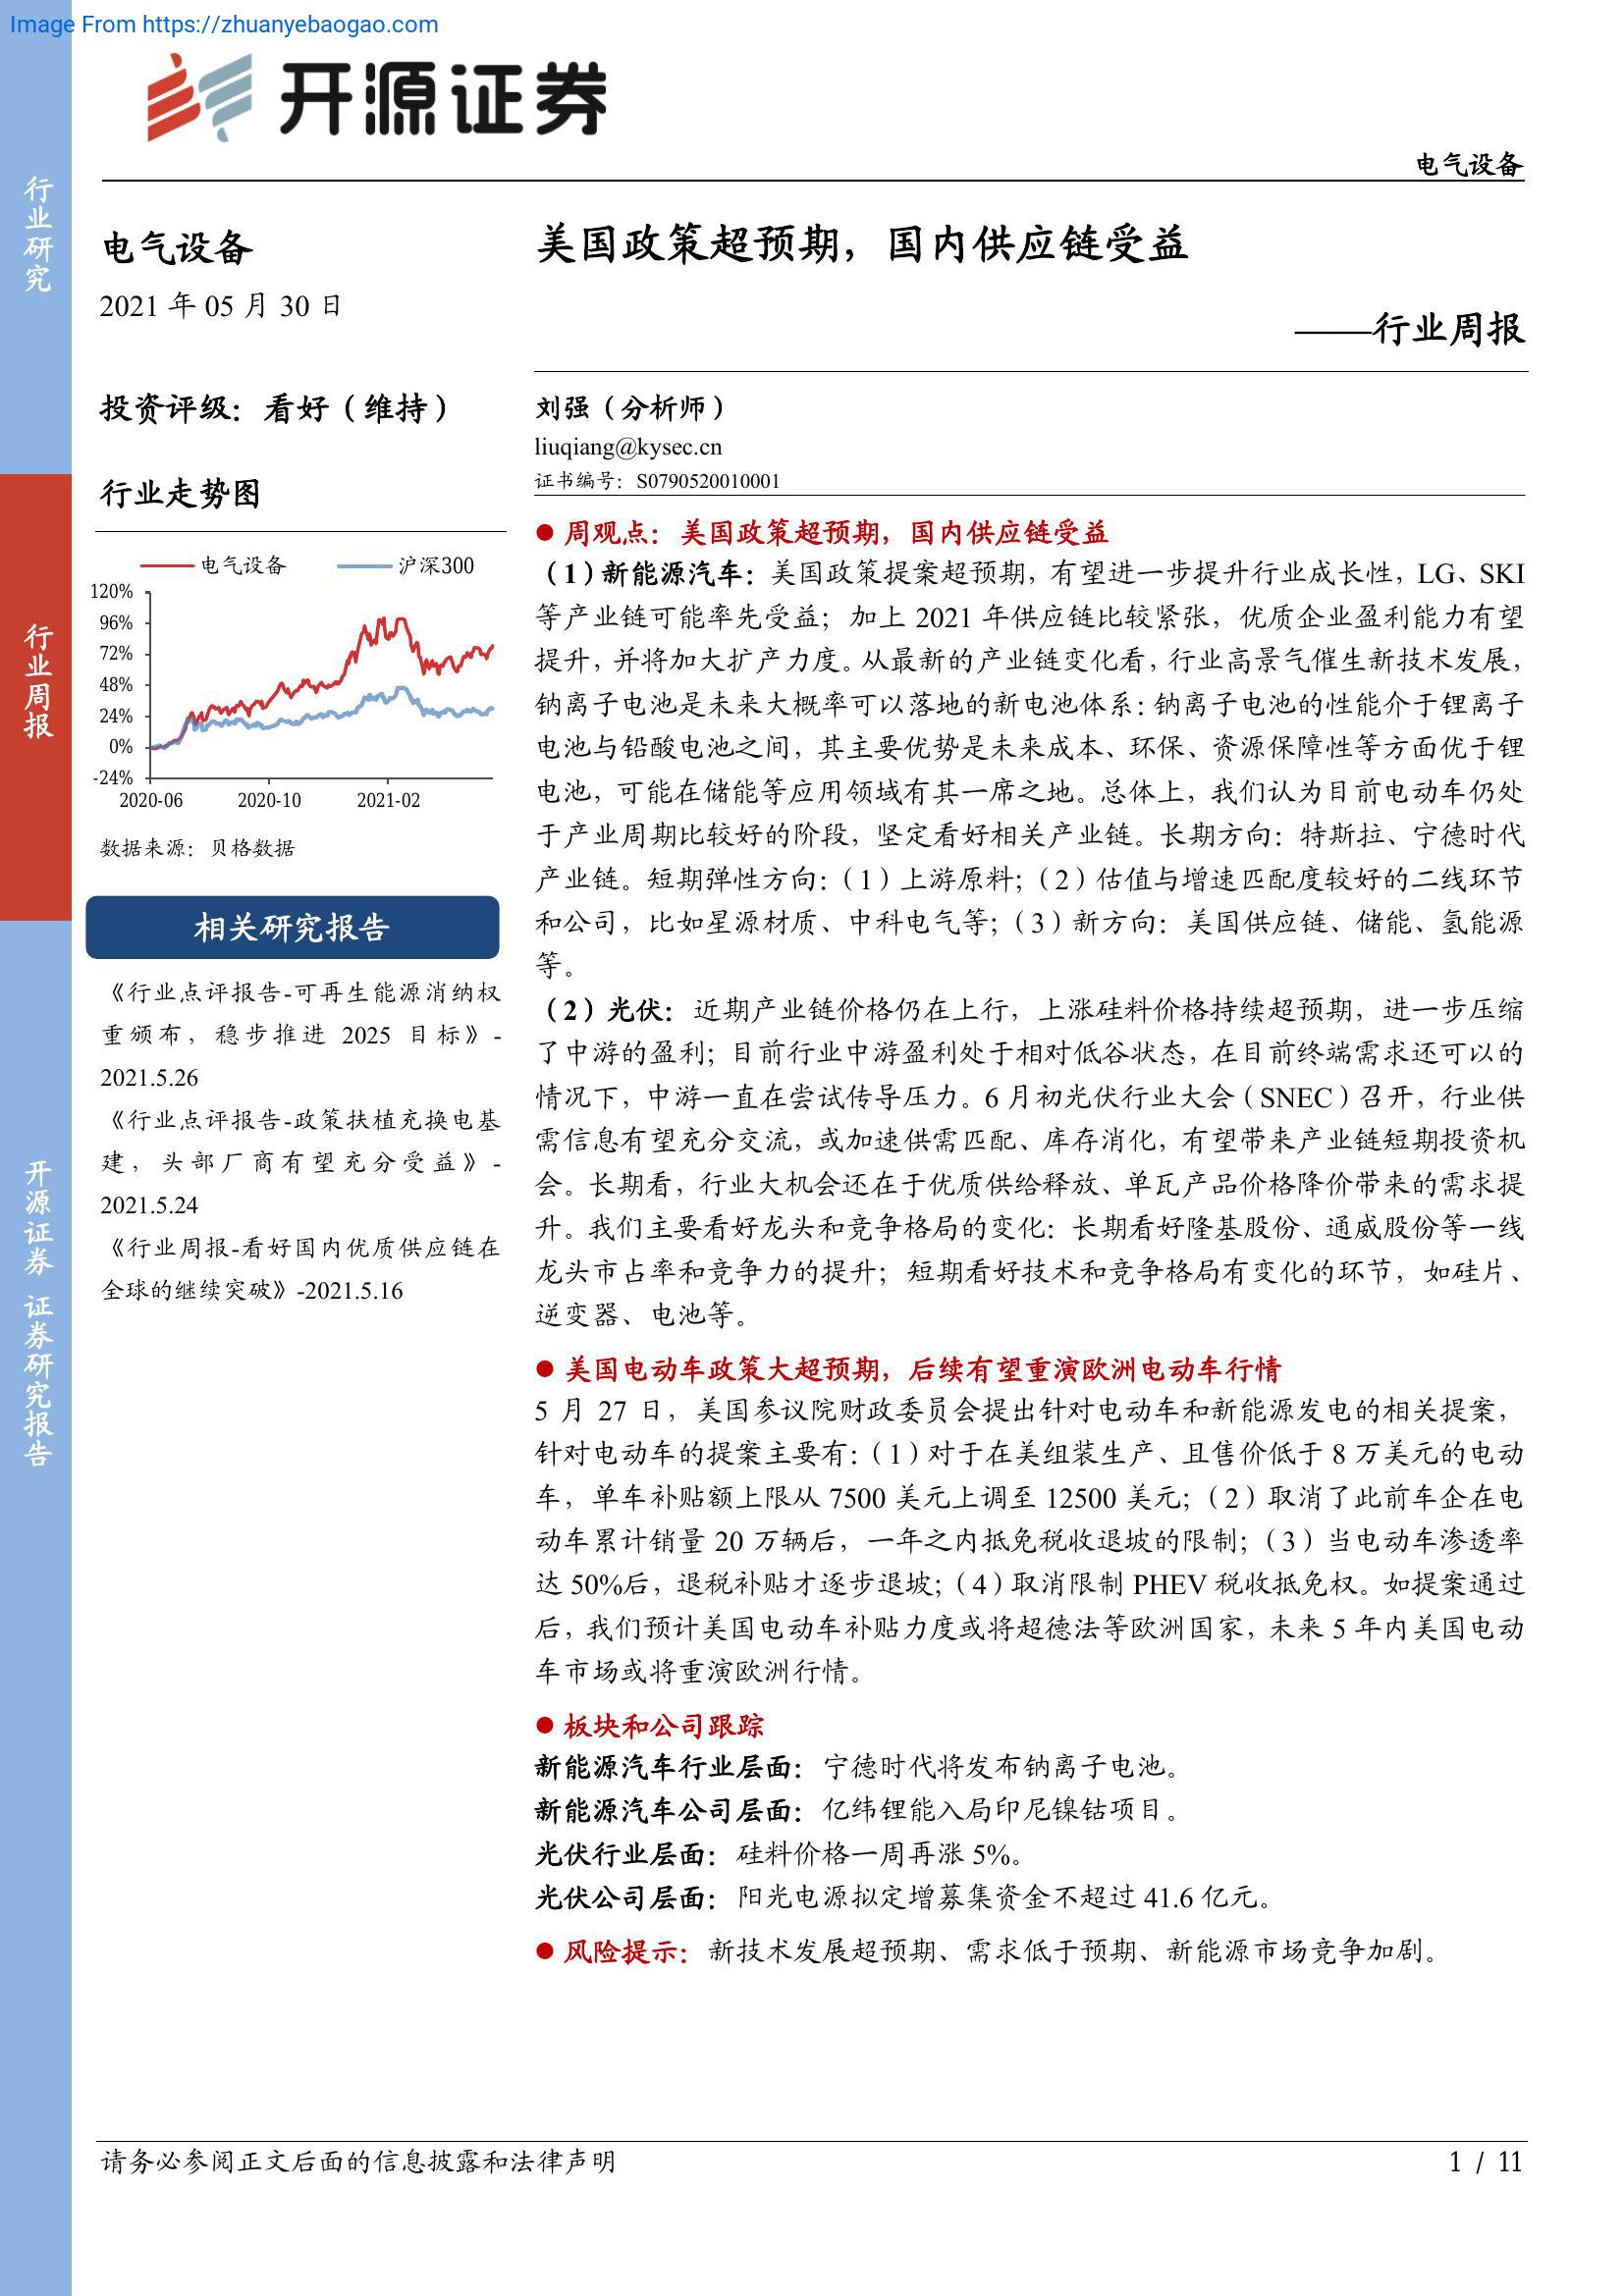 Image From https://zhuanyebaogao.com
开源证券
电气设备
行业研究
行业周报
开源证券 证券研究报告
电气设备
2021 年 05 月 30 日
投资评级：看好（维持）
行业走势图
电气设备 沪深300
120%
96%
72%
48%
24%
0%
-24%
2020-06 2020-10 2021-02
数据来源：贝格数据
相关研究报告
《行业点评报告-可再生能源消纳权
重颁布，稳步推进 2025 目标》-
2021.5.26
《行业点评报告-政策扶植充换电基
建，头部厂商有望充分受益》-
2021.5.24
《行业周报-看好国内优质供应链在
全球的继续突破》-2021.5.16
美国政策超预期，国内供应链受益
——行业周报
刘强（分析师）
liuqiang@kysec.cn
证书编号：S0790520010001
● 周观点：美国政策超预期，国内供应链受益
（1）新能源汽车：美国政策提案超预期，有望进一步提升行业成长性，LG、SKI
等产业链可能率先受益；加上 2021 年供应链比较紧张，优质企业盈利能力有望
提升，并将加大扩产力度。从最新的产业链变化看，行业高景气催生新技术发展，
钠离子电池是未来大概率可以落地的新电池体系：钠离子电池的性能介于锂离子
电池与铅酸电池之间，其主要优势是未来成本、环保、资源保障性等方面优于锂
电池，可能在储能等应用领域有其一席之地。总体上，我们认为目前电动车仍处
于产业周期比较好的阶段，坚定看好相关产业链。长期方向：特斯拉、宁德时代
产业链。短期弹性方向：（1）上游原料；（2）估值与增速匹配度较好的二线环节
和公司，比如星源材质、中科电气等；（3）新方向：美国供应链、储能、氢能源
等。
（2）光伏：近期产业链价格仍在上行，上涨硅料价格持续超预期，进一步压缩
了中游的盈利；目前行业中游盈利处于相对低谷状态，在目前终端需求还可以的
情况下，中游一直在尝试传导压力。6 月初光伏行业大会（SNEC）召开，行业供
需信息有望充分交流，或加速供需匹配、库存消化，有望带来产业链短期投资机
会。长期看，行业大机会还在于优质供给释放、单瓦产品价格降价带来的需求提
升。我们主要看好龙头和竞争格局的变化：长期看好隆基股份、通威股份等一线
龙头市占率和竞争力的提升；短期看好技术和竞争格局有变化的环节，如硅片、
逆变器、电池等。
● 美国电动车政策大超预期，后续有望重演欧洲电动车行情
5 月 27 日，美国参议院财政委员会提出针对电动车和新能源发电的相关提案，
针对电动车的提案主要有：（1）对于在美组装生产、且售价低于 8 万美元的电动
车，单车补贴额上限从 7500 美元上调至 12500 美元；（2）取消了此前车企在电
动车累计销量 20 万辆后，一年之内抵免税收退坡的限制；（3）当电动车渗透率
达 50%后，退税补贴才逐步退坡；（4）取消限制 PHEV 税收抵免权。如提案通过
后，我们预计美国电动车补贴力度或将超德法等欧洲国家，未来 5 年内美国电动
车市场或将重演欧洲行情。
● 板块和公司跟踪
新能源汽车行业层面：宁德时代将发布钠离子电池。
新能源汽车公司层面：亿纬锂能入局印尼镍钴项目。
光伏行业层面：硅料价格一周再涨 5%。
光伏公司层面：阳光电源拟定增募集资金不超过 41.6 亿元。
● 风险提示：新技术发展超预期、需求低于预期、新能源市场竞争加剧。
请务必参阅正文后面的信息披露和法律声明
1 / 11